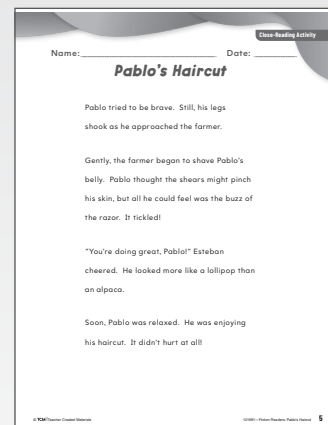 Close-Reading Activity
Name: Date:
Pablo's Haircut
Pablo tried to be brave. Still, his legs
shook as he approached the farmer.
Gently, the farmer began to shave Pablo's
belly. Pablo thought the shears might pinch
his skin, but all he could feel was the buzz of
the razor. It tickled!
"You're doing great, Pablo!" Esteban
cheered. He looked more like a lollipop than
an alpaca.
Soon, Pablo was relaxed. He was enjoying
his haircut. It didn't hurt at all!
© TCM Teacher Created Materials
Fiction Readers: Pablo's Haircut 5